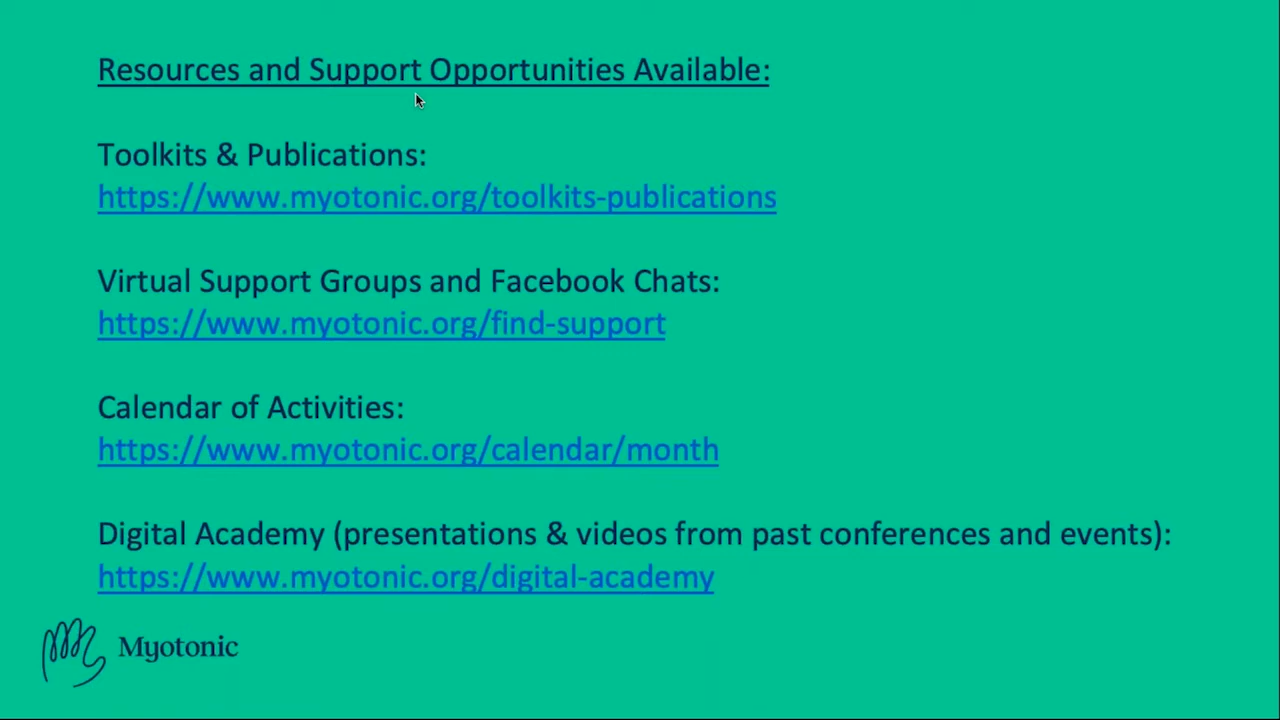 Resources and Support Opportunities Available:
Toolkits & Publications:
https://www.myotonic.org/toolkits-publications
Virtual Support Groups and Facebook Chats:
https://www.myotonic.org/find-support
Calendar of Activities:
https://www.myotonic.org/calendar/month
Digital Academy (presentations & videos from past conferences and events):
https://www.myotonic.org/digital-academy
Myotonic